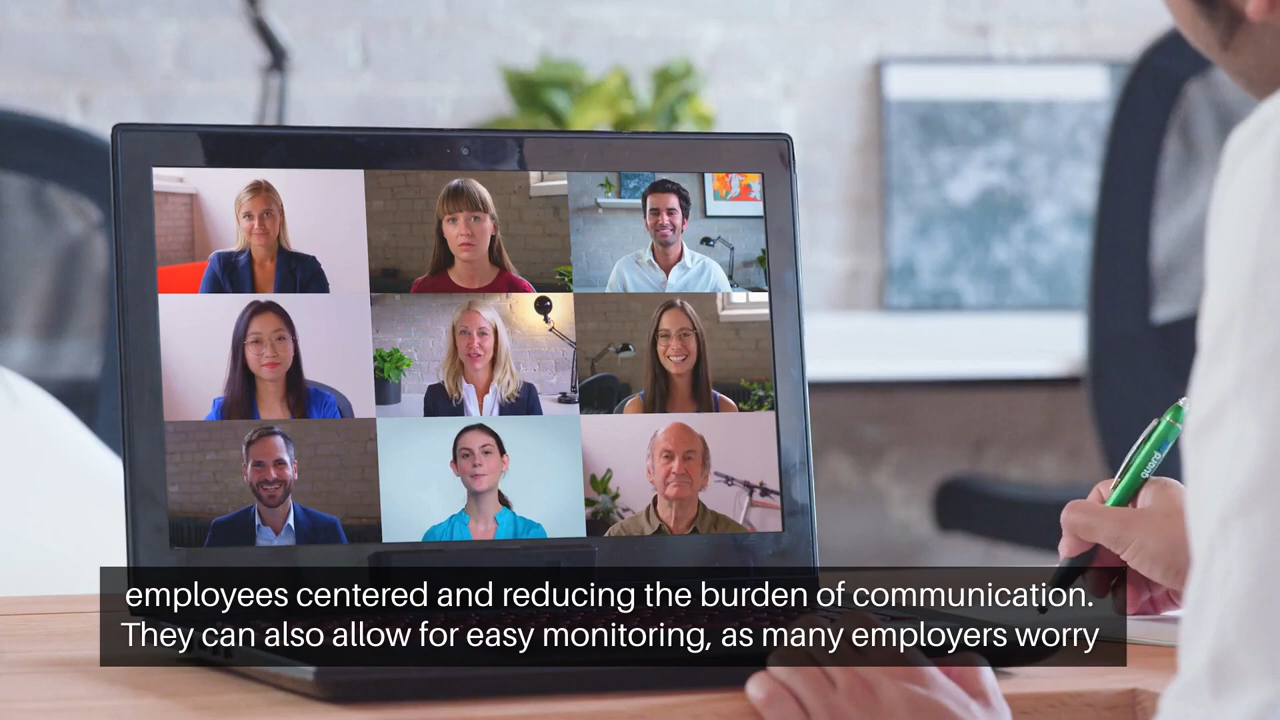 guard
employees centered and reducing the burden of communication.
They can also allow for easy monitoring, as many employers worry